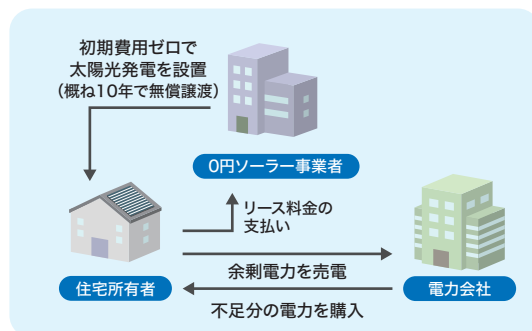 初期費用ゼロで
太陽光発電を設置
（概ね10年で無償譲渡）
0円ソーラー事業者
リース料金の
支払い
余剰電力を売電
住宅所有者
電力会社
不足分の電力を購入